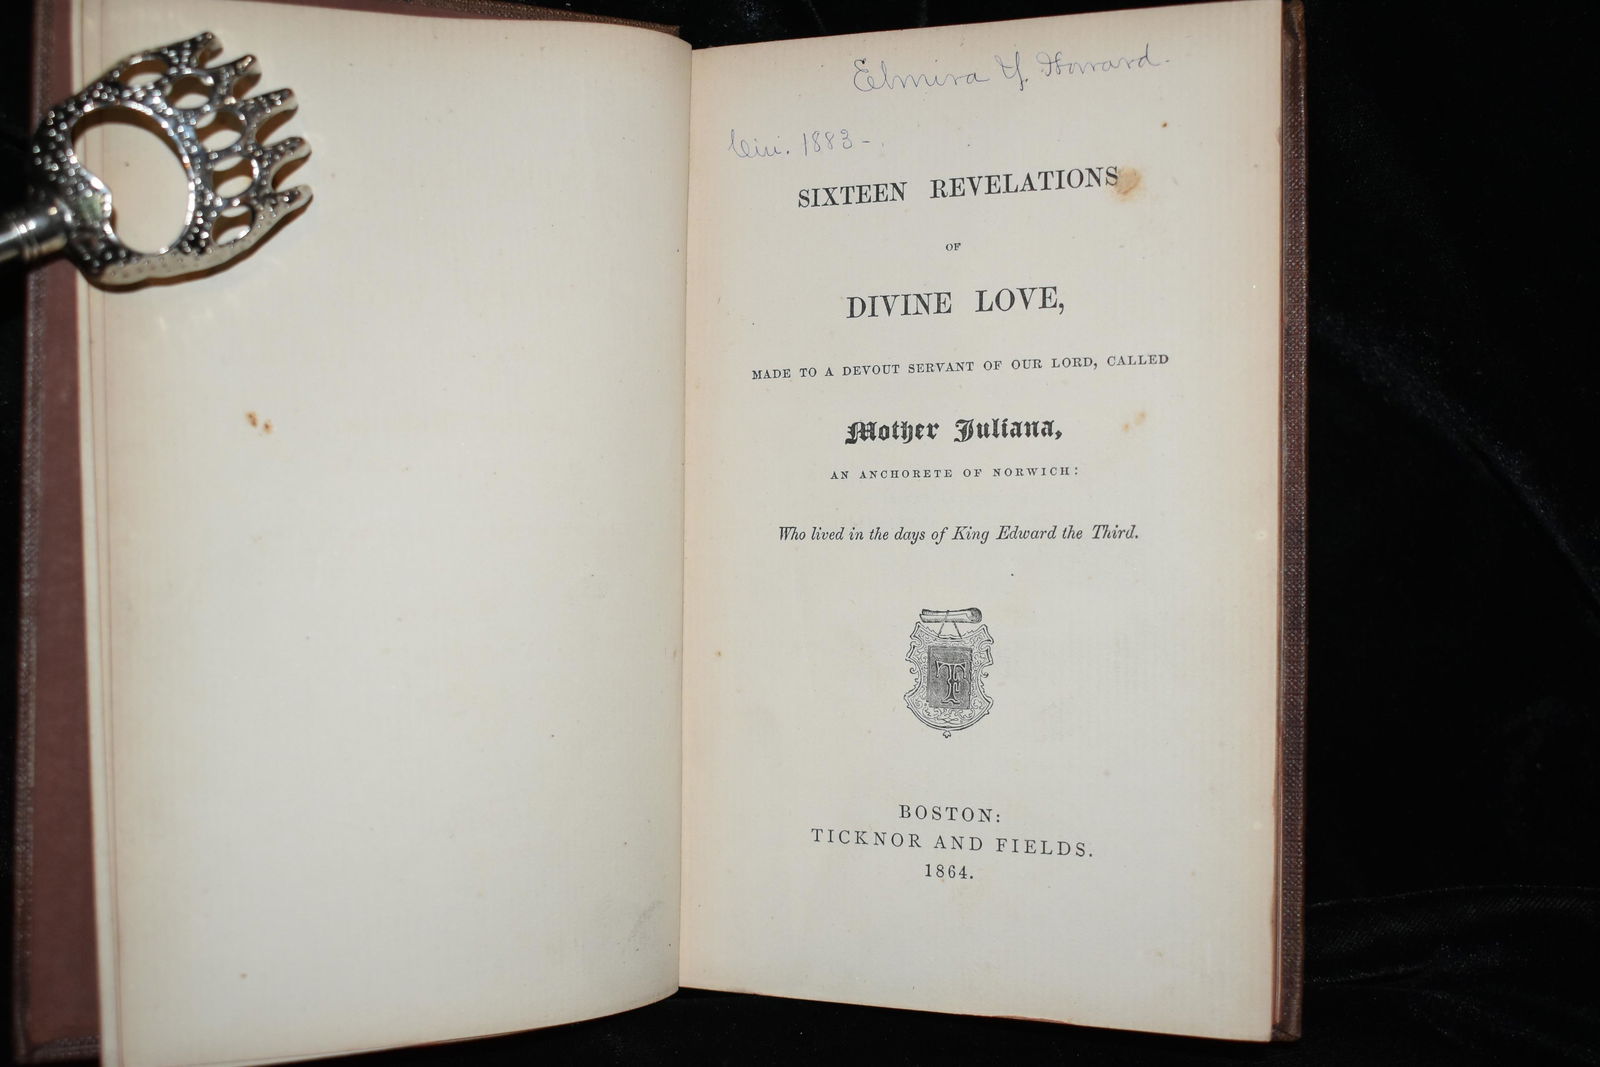 Elmira Y. Howard.
Cin. 1883-
SIXTEEN REVELATIONS
OF
DIVINE LOVE,
MADE TO A DEVOUT SERVANT OF OUR LORD, CALLED
Mother Juliana,
AN ANCHORETE OF NORWICH:
Who lived in the days of King Edward the Third.
TF
BOSTON:
TICKNOR AND FIELDS.
1864.